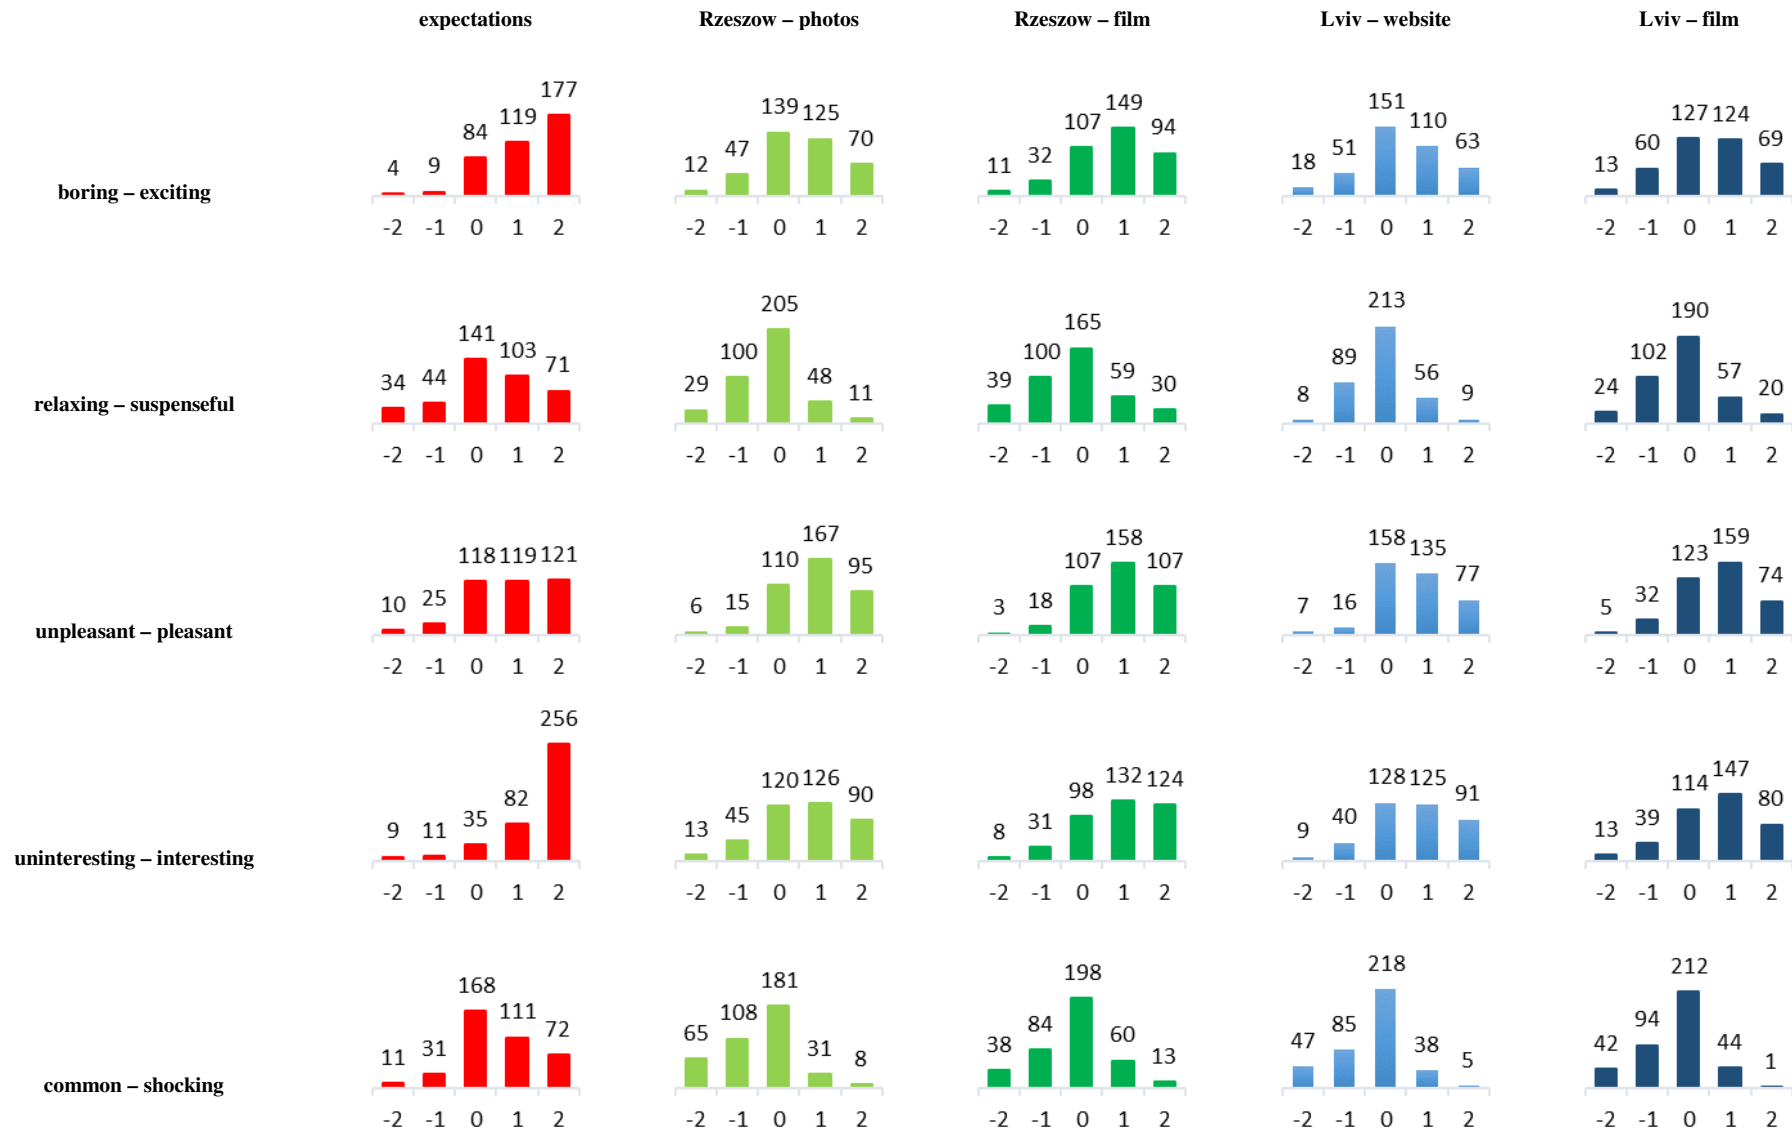 expectations Rzeszow – photos Rzeszow – film Lviv – website Lviv – film
boring – exciting
4 9 84 119 177
-2 -1 0 1 2
12 47 139 125 70
-2 -1 0 1 2
11 32 107 149 94
-2 -1 0 1 2
18 51 151 110 63
-2 -1 0 1 2
13 60 127 124 69
-2 -1 0 1 2
relaxing – suspenseful
34 44 141 103 71
-2 -1 0 1 2
29 100 205 48 11
-2 -1 0 1 2
39 100 165 59 30
-2 -1 0 1 2
8 89 213 56 9
-2 -1 0 1 2
24 102 190 57 20
-2 -1 0 1 2
unpleasant – pleasant
10 25 118 119 121
-2 -1 0 1 2
6 15 110 167 95
-2 -1 0 1 2
3 18 107 158 107
-2 -1 0 1 2
7 16 158 135 77
-2 -1 0 1 2
5 32 123 159 74
-2 -1 0 1 2
uninteresting – interesting
9 11 35 82 256
-2 -1 0 1 2
13 45 120 126 90
-2 -1 0 1 2
8 31 98 132 124
-2 -1 0 1 2
9 40 128 125 91
-2 -1 0 1 2
13 39 114 147 80
-2 -1 0 1 2
common – shocking
11 31 168 111 72
-2 -1 0 1 2
65 108 181 31 8
-2 -1 0 1 2
38 84 198 60 13
-2 -1 0 1 2
47 85 218 38 5
-2 -1 0 1 2
42 94 212 44 1
-2 -1 0 1 2